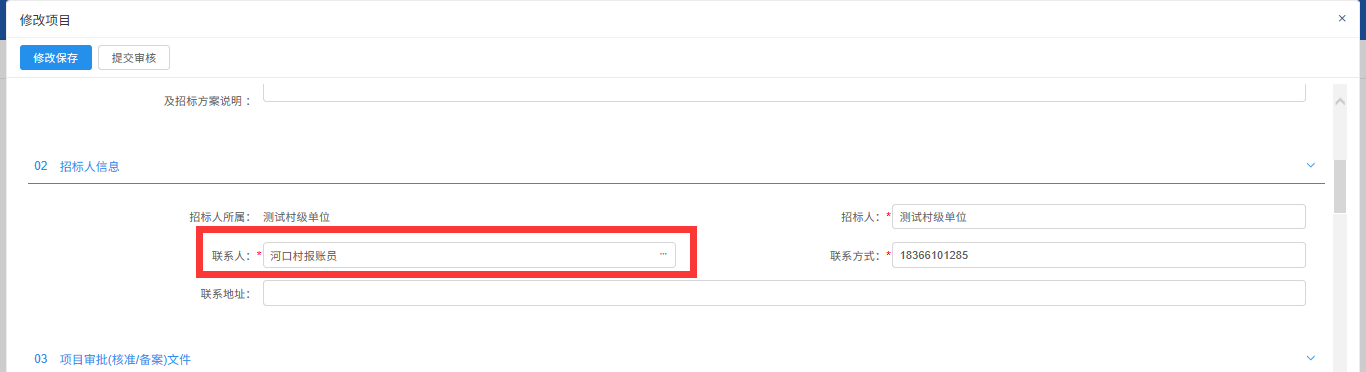 修改项目
修改保存 提交审核
及招标方案说明：
02 招标人信息
招标人所属： 测试村级单位 招标人：* 测试村级单位
联系人：* 河口村报账员 ··· 联系方式：* 18366101285
联系地址：
03 项目审批(核准/备案)文件